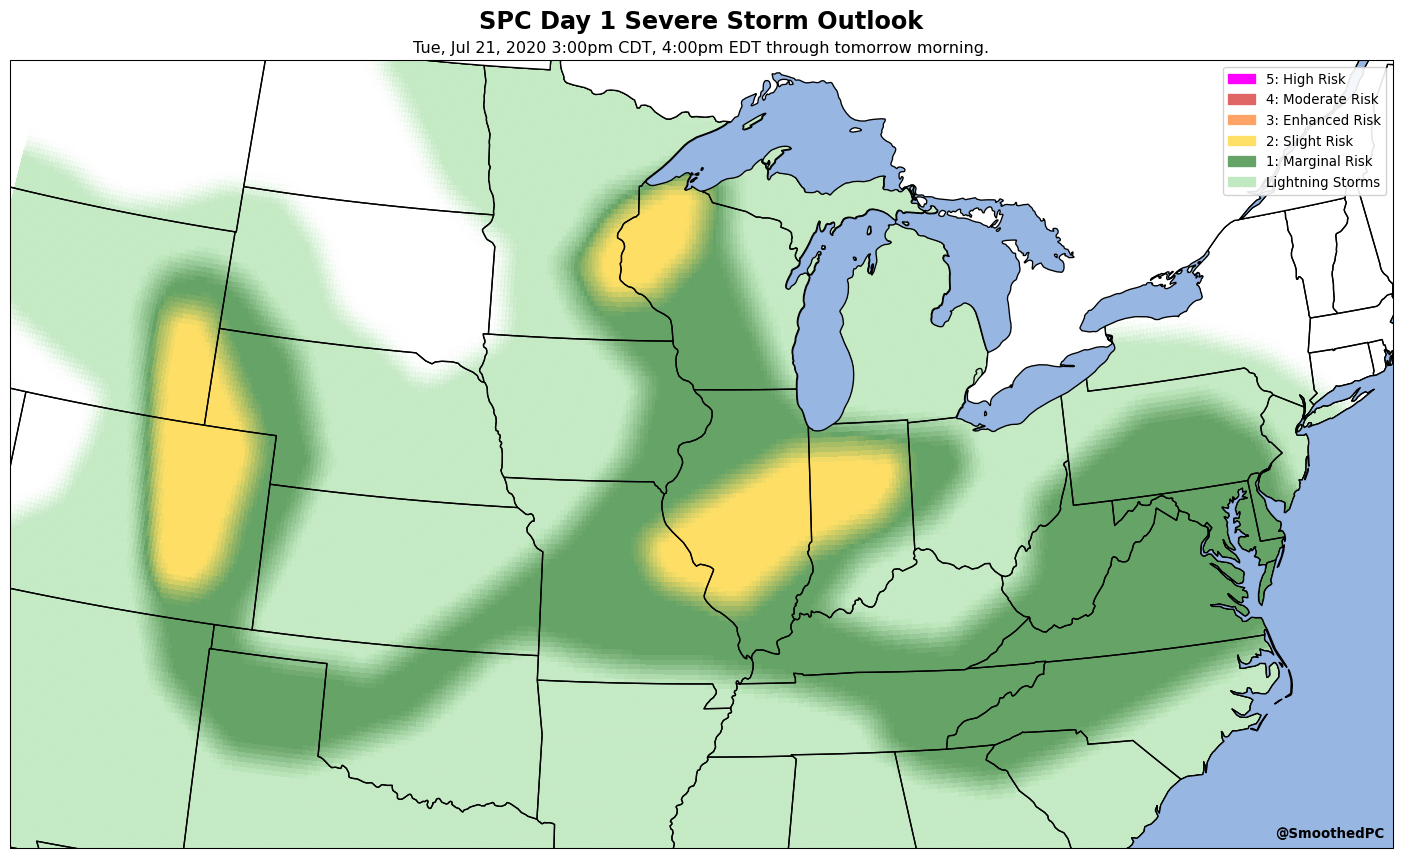 SPC Day 1 Severe Storm Outlook
Tue, Jul 21, 2020 3:00pm CDT, 4:00pm EDT through tomorrow morning.
5: High Risk
4: Moderate Risk
3: Enhanced Risk
2: Slight Risk
1: Marginal Risk
Lightning Storms
@SmoothedPC